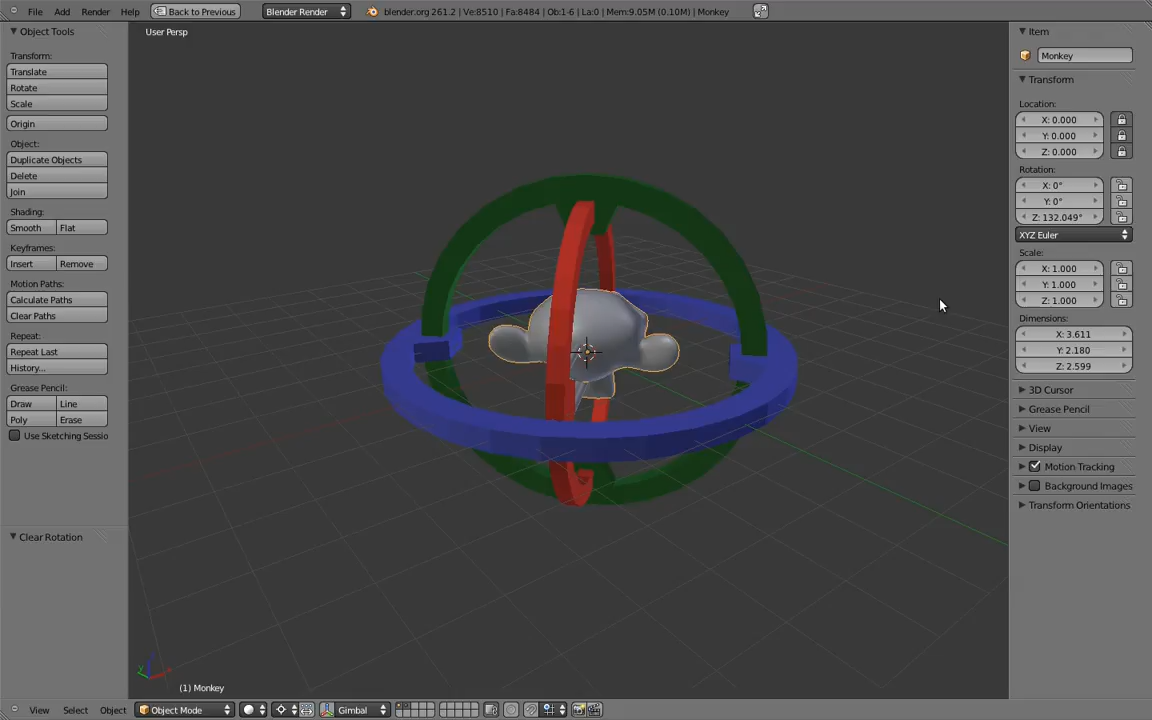 File Add Render Help Back to Previous Blender Render blender.org 261.2 | Ve:8510 | Fa:8484 | Ob:1-6 | La:0 | Mem:9.05M (0.10M) | Monkey
Object Tools
Transform:
Translate
Rotate
Scale
Origin
Object:
Duplicate Objects
Delete
Join
Shading:
Smooth Flat
Keyframes:
Insert Remove
Motion Paths:
Calculate Paths
Clear Paths
Repeat:
Repeat Last
History...
Grease Pencil:
Draw Line
Poly Erase
Use Sketching Sessio
Clear Rotation
User Persp
(1) Monkey
Item
Monkey
Transform
Location:
X: 0.000
Y: 0.000
Z: 0.000
Rotation:
X: 0°
Y: 0°
Z: 132.049°
XYZ Euler
Scale:
X: 1.000
Y: 1.000
Z: 1.000
Dimensions:
X: 3.611
Y: 2.180
Z: 2.599
3D Cursor
Grease Pencil
View
Display
Motion Tracking
Background Images
Transform Orientations
View Select Object Object Mode Gimbal